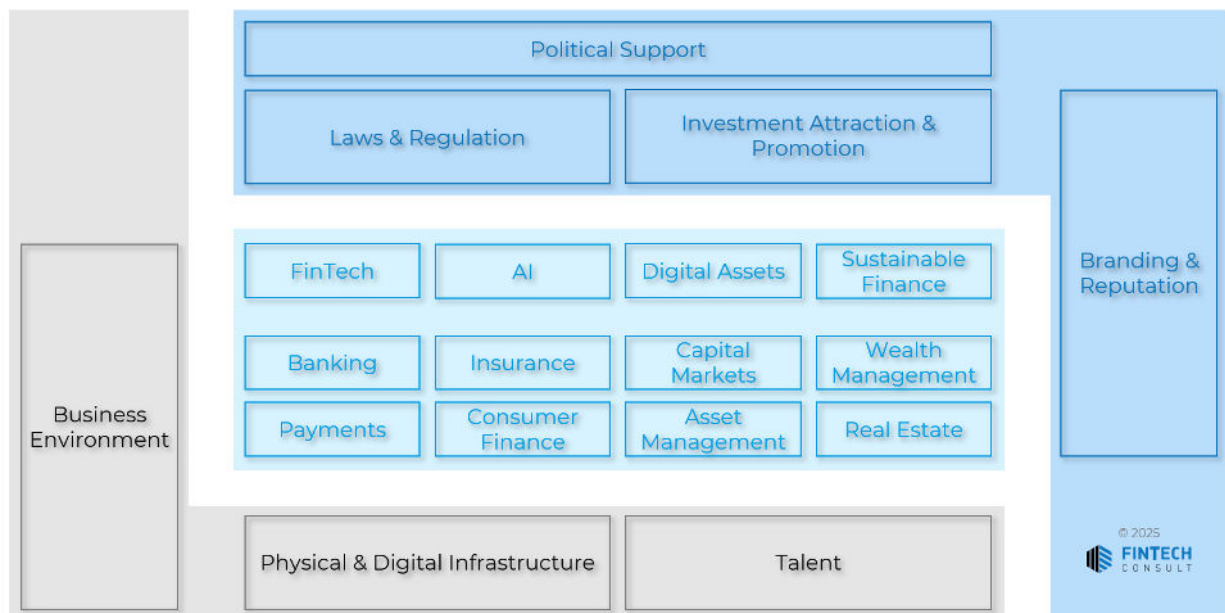 Political Support
Laws & Regulation
Investment Attraction &
Promotion
FinTech
AI
Digital Assets
Sustainable
Finance
Banking
Insurance
Capital
Markets
Wealth
Management
Payments
Consumer
Finance
Asset
Management
Real Estate
Business
Environment
Branding &
Reputation
Physical & Digital Infrastructure
Talent
© 2025
FINTECH
CONSULT